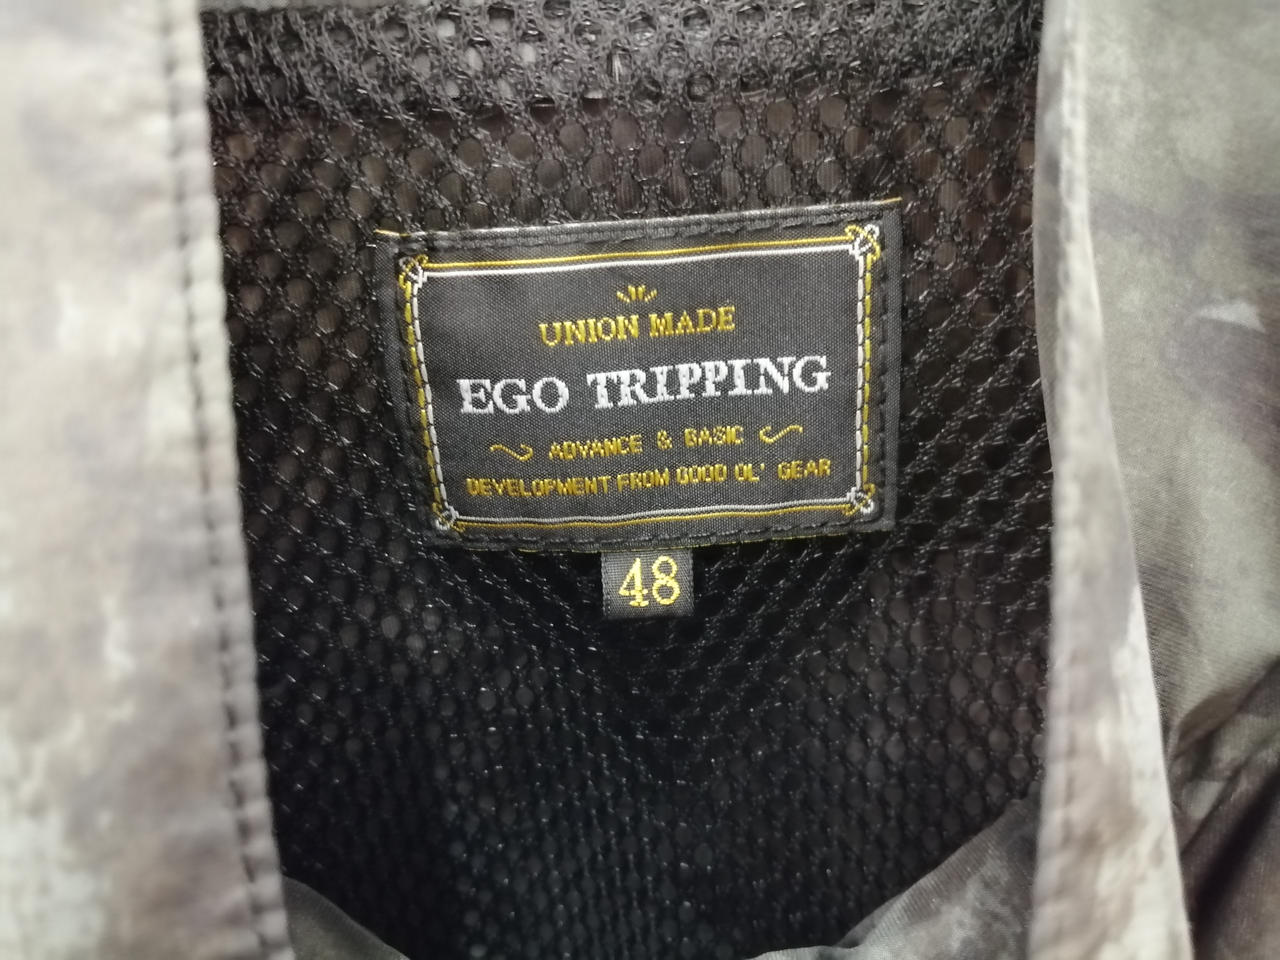 UNION MADE
EGO TRIPPING
ADVANCE & BASIC
DEVELOPMENT FROM GOOD OL' GEAR
48